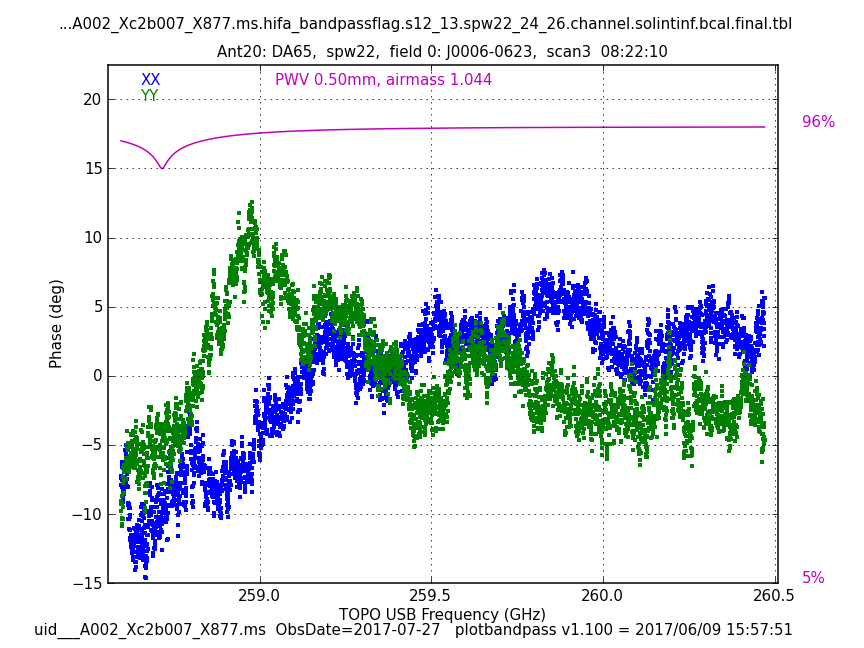 ...A002_Xc2b007_X877.ms.hifa_bandpassflag.s12_13.spw22_24_26.channel.solintinf.bcal.final.tbl
Ant20: DA65,  spw22,  field 0: J0006-0623,  scan3  08:22:10
XX
YY
PWV 0.50mm, airmass 1.044
96%
5%
20
15
10
5
0
−5
−10
−15
Phase (deg)
259.0
259.5
260.0
260.5
TOPO USB Frequency (GHz)
uid___A002_Xc2b007_X877.ms  ObsDate=2017-07-27   plotbandpass v1.100 = 2017/06/09 15:57:51